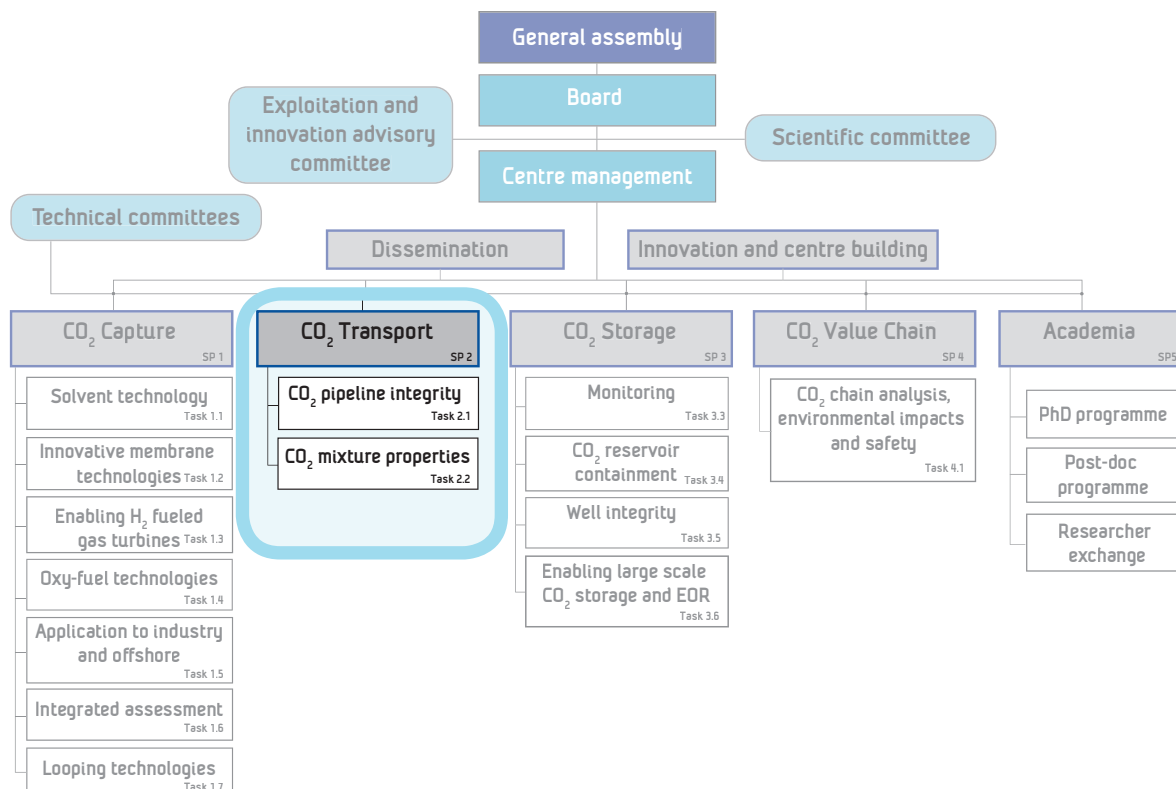 General assembly
Board
Exploitation and
innovation advisory
committee
Scientific committee
Centre management
Technical committees
Dissemination
Innovation and centre building
CO₂ Capture
SP 1
Solvent technology
Task 1.1
Innovative membrane
technologies Task 1.2
Enabling H₂ fueled
gas turbines Task 1.3
Oxy-fuel technologies
Task 1.4
Application to industry
and offshore
Task 1.5
Integrated assessment
Task 1.6
Looping technologies
Task 1.7
CO₂ Transport
SP 2
CO₂ pipeline integrity
Task 2.1
CO₂ mixture properties
Task 2.2
CO₂ Storage
SP 3
Monitoring
Task 3.3
CO₂ reservoir
containment Task 3.4
Well integrity
Task 3.5
Enabling large scale
CO₂ storage and EOR
Task 3.6
CO₂ Value Chain
SP 4
CO₂ chain analysis,
environmental impacts
and safety
Task 4.1
Academia
SP5
PhD programme
Post-doc
programme
Researcher
exchange